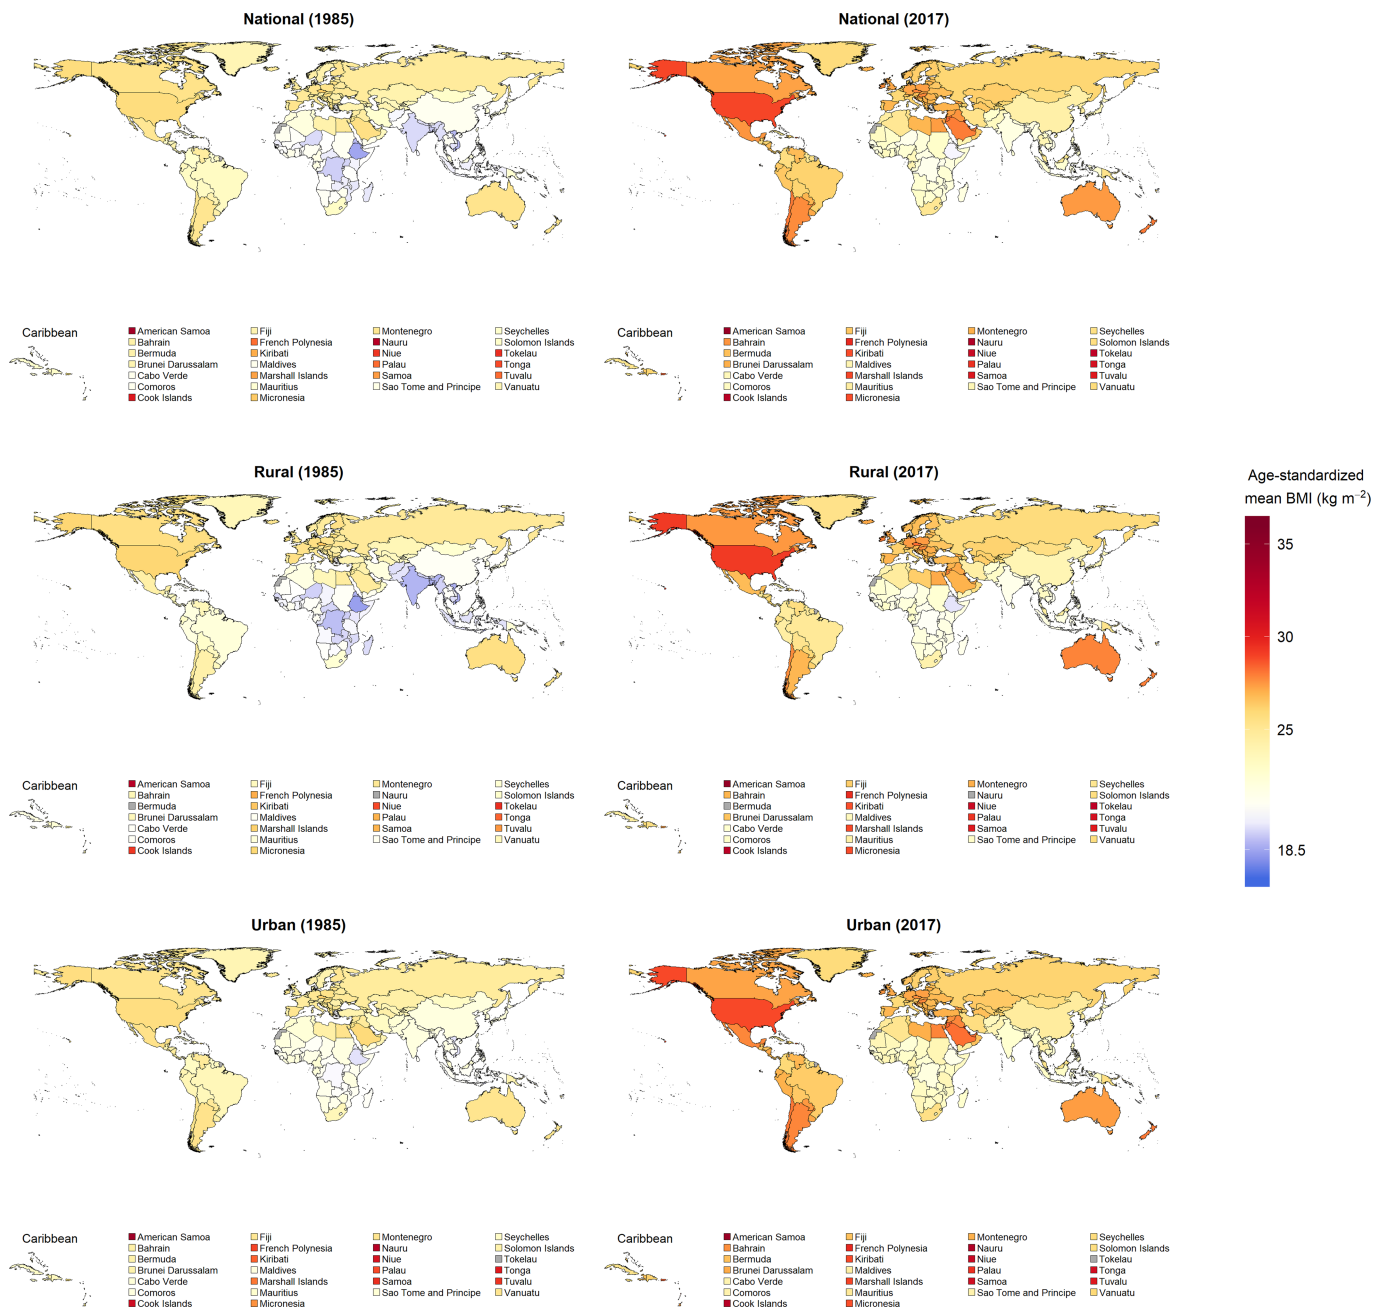 National (1985)
National (2017)
Caribbean
American Samoa
Bahrain
Bermuda
Brunei Darussalam
Cabo Verde
Comoros
Cook Islands
Fiji
French Polynesia
Kiribati
Maldives
Marshall Islands
Mauritius
Micronesia
Montenegro
Nauru
Niue
Palau
Samoa
Sao Tome and Principe
Seychelles
Solomon Islands
Tokelau
Tonga
Tuvalu
Vanuatu
Caribbean
American Samoa
Bahrain
Bermuda
Brunei Darussalam
Cabo Verde
Comoros
Cook Islands
Fiji
French Polynesia
Kiribati
Maldives
Marshall Islands
Mauritius
Micronesia
Montenegro
Nauru
Niue
Palau
Samoa
Sao Tome and Principe
Seychelles
Solomon Islands
Tokelau
Tonga
Tuvalu
Vanuatu
Rural (1985)
Rural (2017)
Caribbean
American Samoa
Bahrain
Bermuda
Brunei Darussalam
Cabo Verde
Comoros
Cook Islands
Fiji
French Polynesia
Kiribati
Maldives
Marshall Islands
Mauritius
Micronesia
Montenegro
Nauru
Niue
Palau
Samoa
Sao Tome and Principe
Seychelles
Solomon Islands
Tokelau
Tonga
Tuvalu
Vanuatu
Caribbean
American Samoa
Bahrain
Bermuda
Brunei Darussalam
Cabo Verde
Comoros
Cook Islands
Fiji
French Polynesia
Kiribati
Maldives
Marshall Islands
Mauritius
Micronesia
Montenegro
Nauru
Niue
Palau
Samoa
Sao Tome and Principe
Seychelles
Solomon Islands
Tokelau
Tonga
Tuvalu
Vanuatu
Age-standardized
mean BMI (kg m⁻²)
35
30
25
18.5
Urban (1985)
Urban (2017)
Caribbean
American Samoa
Bahrain
Bermuda
Brunei Darussalam
Cabo Verde
Comoros
Cook Islands
Fiji
French Polynesia
Kiribati
Maldives
Marshall Islands
Mauritius
Micronesia
Montenegro
Nauru
Niue
Palau
Samoa
Sao Tome and Principe
Seychelles
Solomon Islands
Tokelau
Tonga
Tuvalu
Vanuatu
Caribbean
American Samoa
Bahrain
Bermuda
Brunei Darussalam
Cabo Verde
Comoros
Cook Islands
Fiji
French Polynesia
Kiribati
Maldives
Marshall Islands
Mauritius
Micronesia
Montenegro
Nauru
Niue
Palau
Samoa
Sao Tome and Principe
Seychelles
Solomon Islands
Tokelau
Tonga
Tuvalu
Vanuatu